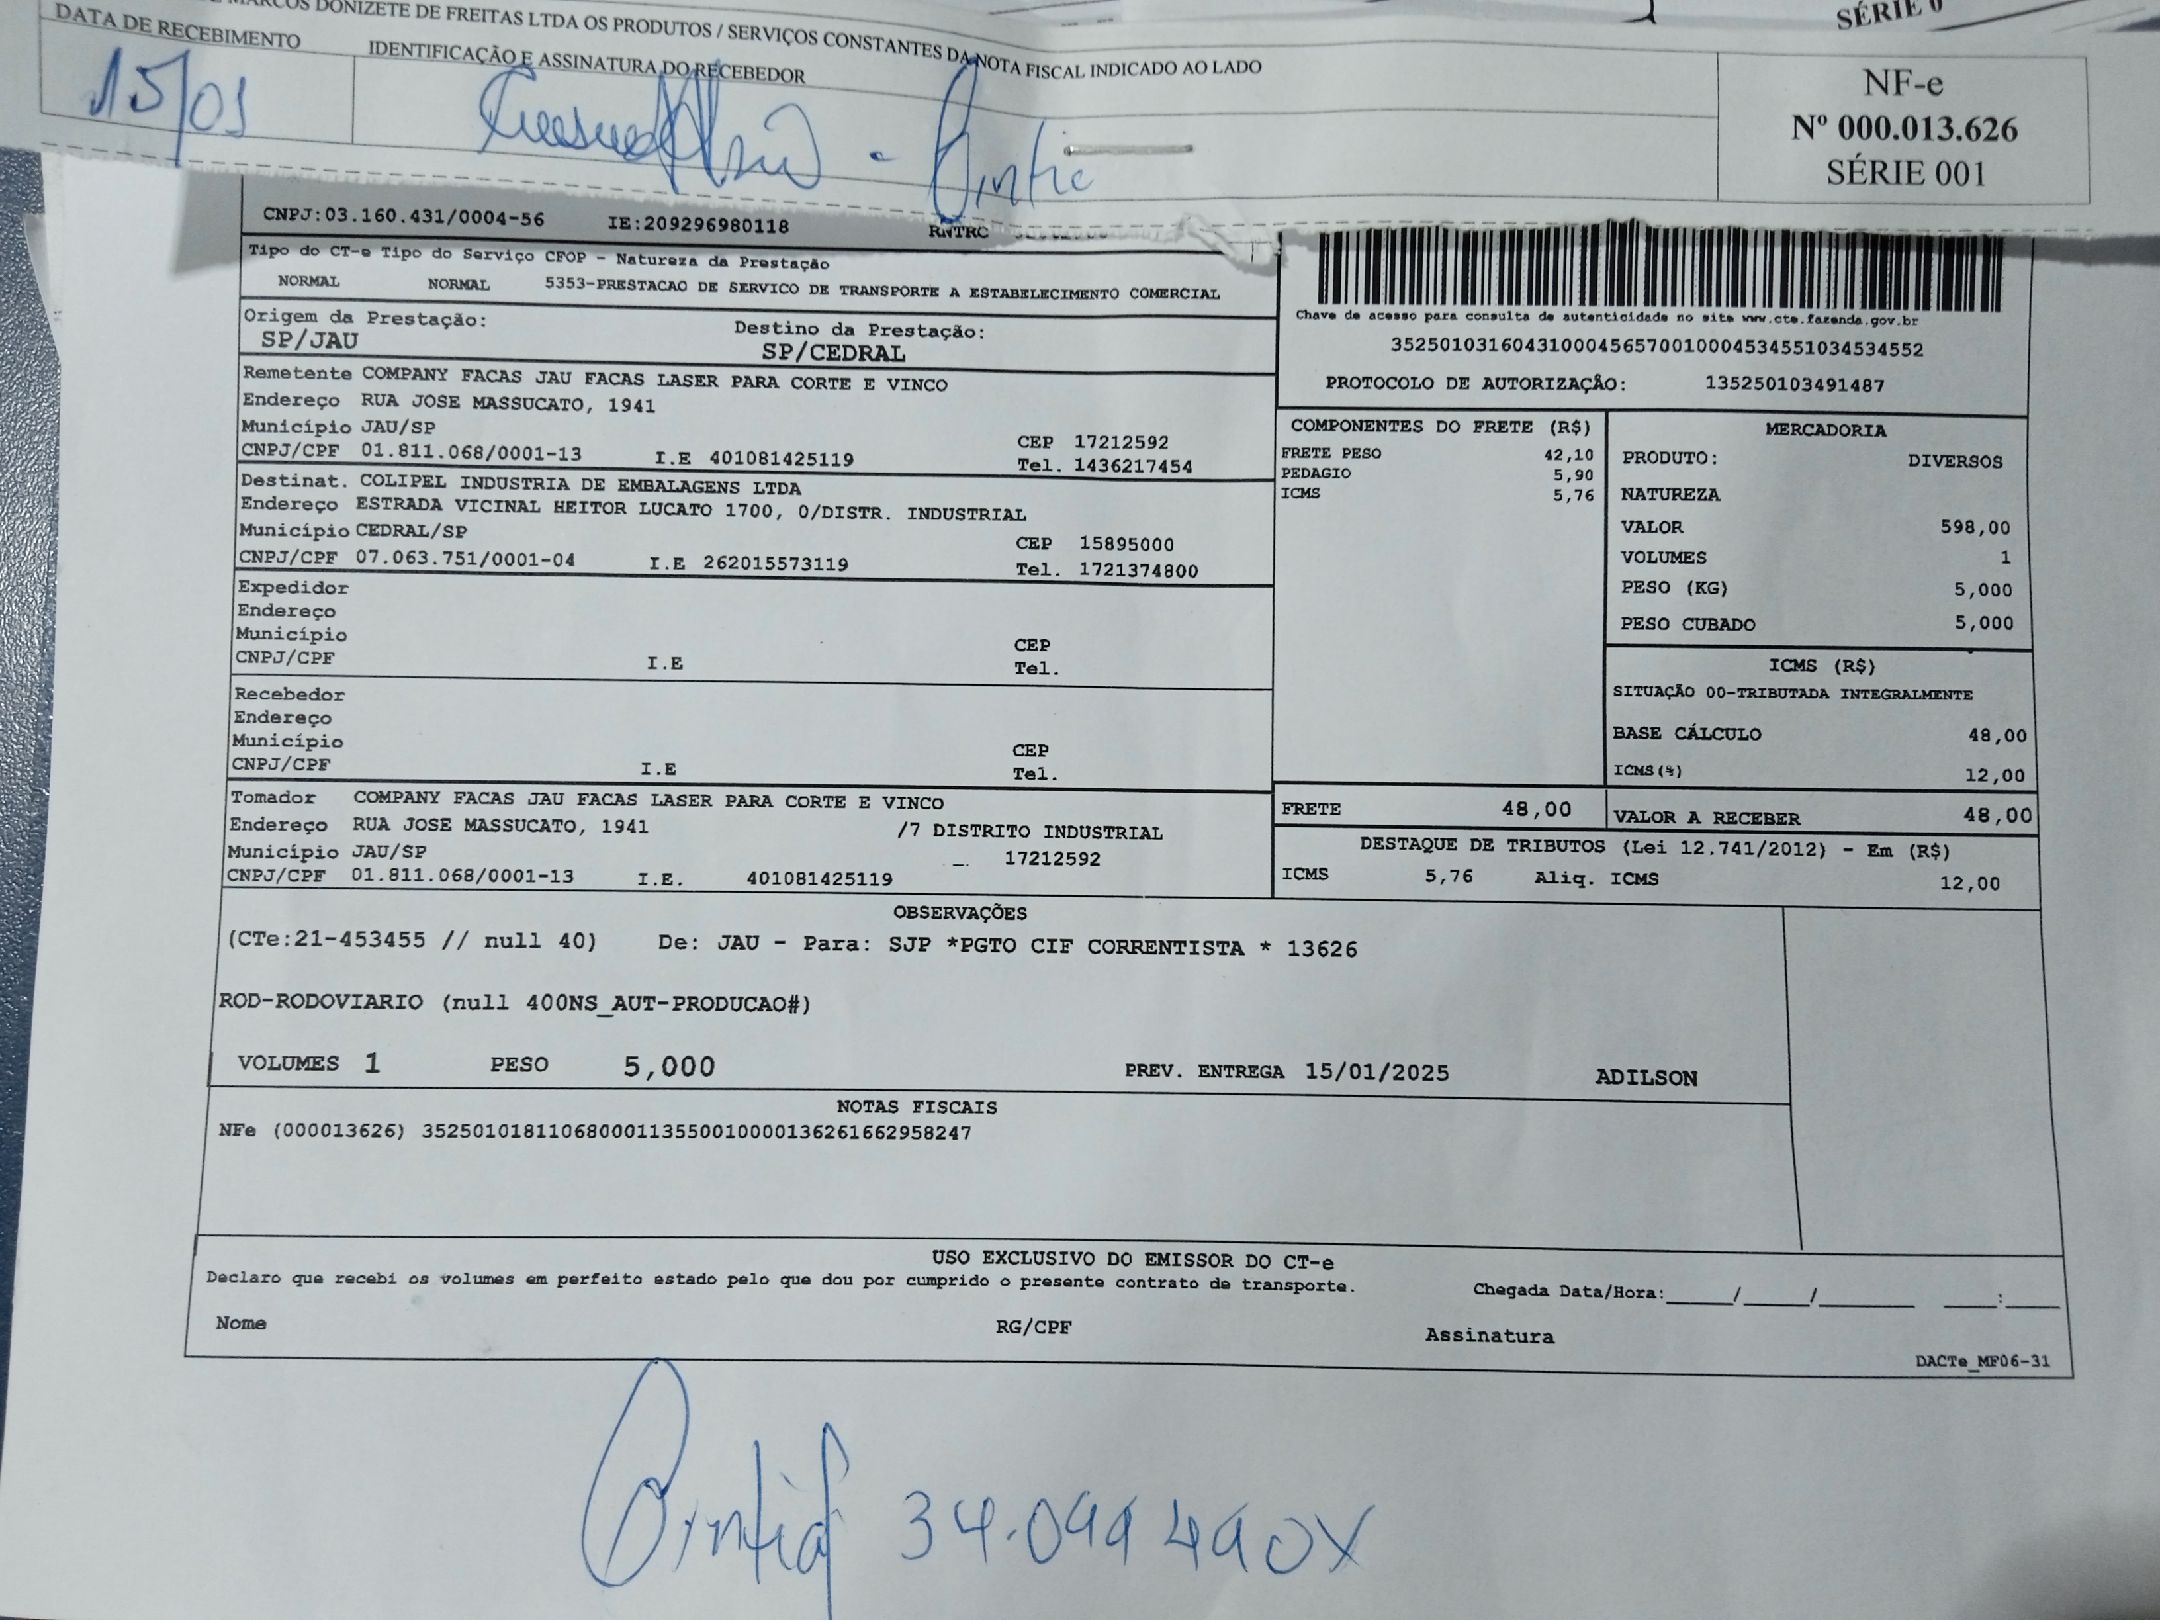 MARCOS DONIZETE DE FREITAS LTDA OS PRODUTOS / SERVIÇOS CONSTANTES DA NOTA FISCAL INDICADO AO LADO
SÉRIE 0
DATA DE RECEBIMENTO
IDENTIFICAÇÃO E ASSINATURA DO RECEBEDOR
15/01
NF-e
Nº 000.013.626
SÉRIE 001
CNPJ:03.160.431/0004-56 IE:209296980118 RNTRC
Tipo do CT-e Tipo do Serviço CFOP - Natureza da Prestação
NORMAL NORMAL 5353-PRESTACAO DE SERVICO DE TRANSPORTE A ESTABELECIMENTO COMERCIAL
Origem da Prestação: Destino da Prestação:
SP/JAU SP/CEDRAL
Chave de acesso para consulta de autenticidade no site www.cte.fazenda.gov.br
35250103160431000456570010004534551034534552
PROTOCOLO DE AUTORIZAÇÃO: 135250103491487
Remetente COMPANY FACAS JAU FACAS LASER PARA CORTE E VINCO
Endereço RUA JOSE MASSUCATO, 1941
Município JAU/SP CEP 17212592
CNPJ/CPF 01.811.068/0001-13 I.E 401081425119 Tel. 1436217454
Destinat. COLIPEL INDUSTRIA DE EMBALAGENS LTDA
Endereço ESTRADA VICINAL HEITOR LUCATO 1700, 0/DISTR. INDUSTRIAL
Município CEDRAL/SP CEP 15895000
CNPJ/CPF 07.063.751/0001-04 I.E 262015573119 Tel. 1721374800
Expedidor
Endereço
Município CEP
CNPJ/CPF I.E Tel.
Recebedor
Endereço
Município CEP
CNPJ/CPF I.E Tel.
Tomador COMPANY FACAS JAU FACAS LASER PARA CORTE E VINCO
Endereço RUA JOSE MASSUCATO, 1941 /7 DISTRITO INDUSTRIAL
Município JAU/SP 17212592
CNPJ/CPF 01.811.068/0001-13 I.E. 401081425119
COMPONENTES DO FRETE (R$)
FRETE PESO 42,10
PEDAGIO 5,90
ICMS 5,76
MERCADORIA
PRODUTO: DIVERSOS
NATUREZA
VALOR 598,00
VOLUMES 1
PESO (KG) 5,000
PESO CUBADO 5,000
ICMS (R$)
SITUAÇÃO 00-TRIBUTADA INTEGRALMENTE
BASE CÁLCULO 48,00
ICMS(%) 12,00
FRETE 48,00 VALOR A RECEBER 48,00
DESTAQUE DE TRIBUTOS (Lei 12.741/2012) - Em (R$)
ICMS 5,76 Aliq. ICMS 12,00
OBSERVAÇÕES
(CTe:21-453455 // null 40) De: JAU - Para: SJP *PGTO CIF CORRENTISTA * 13626
ROD-RODOVIARIO (null 400NS_AUT-PRODUCAO#)
VOLUMES 1 PESO 5,000 PREV. ENTREGA 15/01/2025 ADILSON
NOTAS FISCAIS
NFe (000013626) 35250101811068000113550010000136261662958247
USO EXCLUSIVO DO EMISSOR DO CT-e
Declaro que recebi os volumes em perfeito estado pelo que dou por cumprido o presente contrato de transporte. Chegada Data/Hora:____/____/______ ___:___
Nome RG/CPF Assinatura
DACTe_MF06-31
34.099 490X